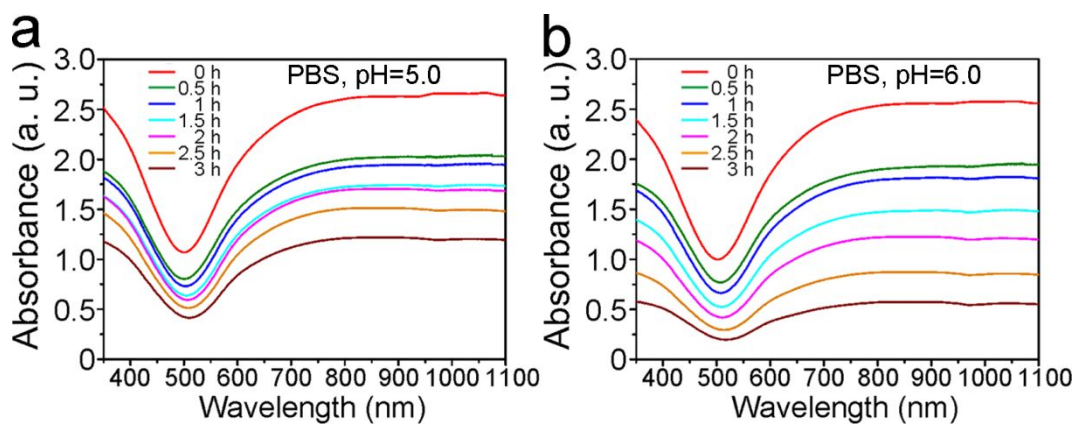 a
3.0
2.5
2.0
1.5
1.0
0.5
0
Absorbance (a. u.)
0 h
0.5 h
1 h
1.5 h
2 h
2.5 h
3 h
PBS, pH=5.0
400 500 600 700 800 900 1000 1100
Wavelength (nm)
b
3.0
2.5
2.0
1.5
1.0
0.5
0
Absorbance (a. u.)
0 h
0.5 h
1 h
1.5 h
2 h
2.5 h
3 h
PBS, pH=6.0
400 500 600 700 800 900 1000 1100
Wavelength (nm)